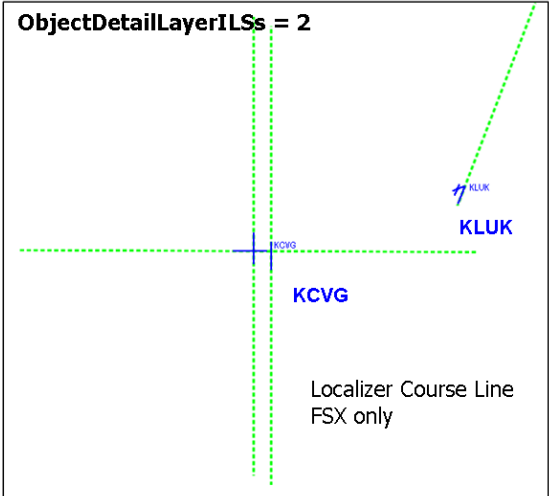 ObjectDetailLayerILSs = 2
KLUK
KLUK
KCVG
KCVG
Localizer Course Line
FSX only